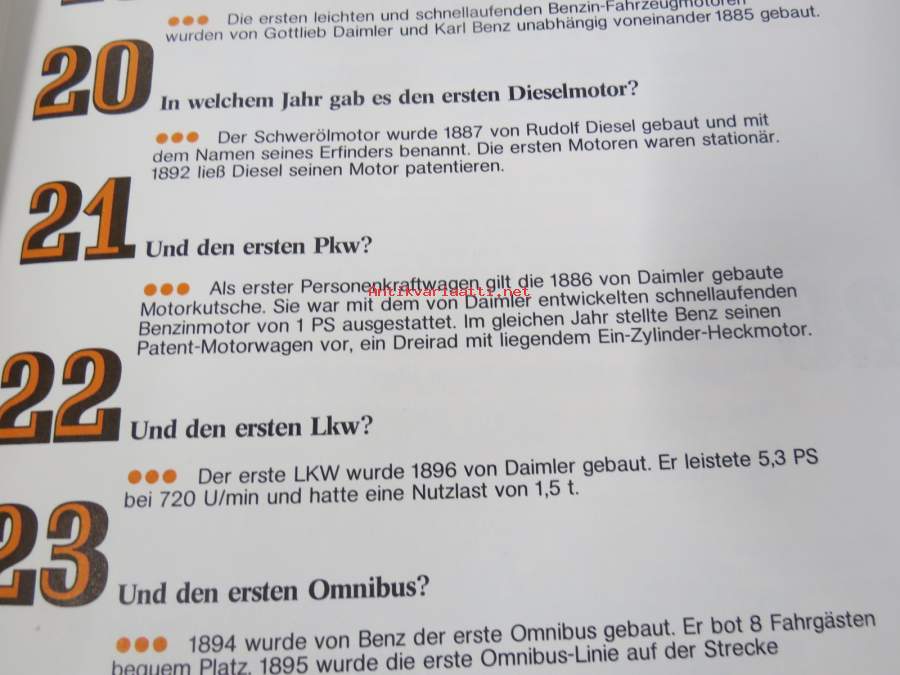 Die ersten leichten und schnellaufenden Benzin-Fahrzeugmotoren
wurden von Gottlieb Daimler und Karl Benz unabhängig voneinander 1885 gebaut.
20 In welchem Jahr gab es den ersten Dieselmotor?
Der Schwerölmotor wurde 1887 von Rudolf Diesel gebaut und mit
dem Namen seines Erfinders benannt. Die ersten Motoren waren stationär.
1892 ließ Diesel seinen Motor patentieren.
21 Und den ersten Pkw?
Als erster Personenkraftwagen gilt die 1886 von Daimler gebaute
Antikvariaatti.net
Motorkutsche. Sie war mit dem von Daimler entwickelten schnellaufenden
Benzinmotor von 1 PS ausgestattet. Im gleichen Jahr stellte Benz seinen
Patent-Motorwagen vor, ein Dreirad mit liegendem Ein-Zylinder-Heckmotor.
22 Und den ersten Lkw?
Der erste LKW wurde 1896 von Daimler gebaut. Er leistete 5,3 PS
bei 720 U/min und hatte eine Nutzlast von 1,5 t.
23 Und den ersten Omnibus?
1894 wurde von Benz der erste Omnibus gebaut. Er bot 8 Fahrgästen
bequem Platz. 1895 wurde die erste Omnibus-Linie auf der Strecke